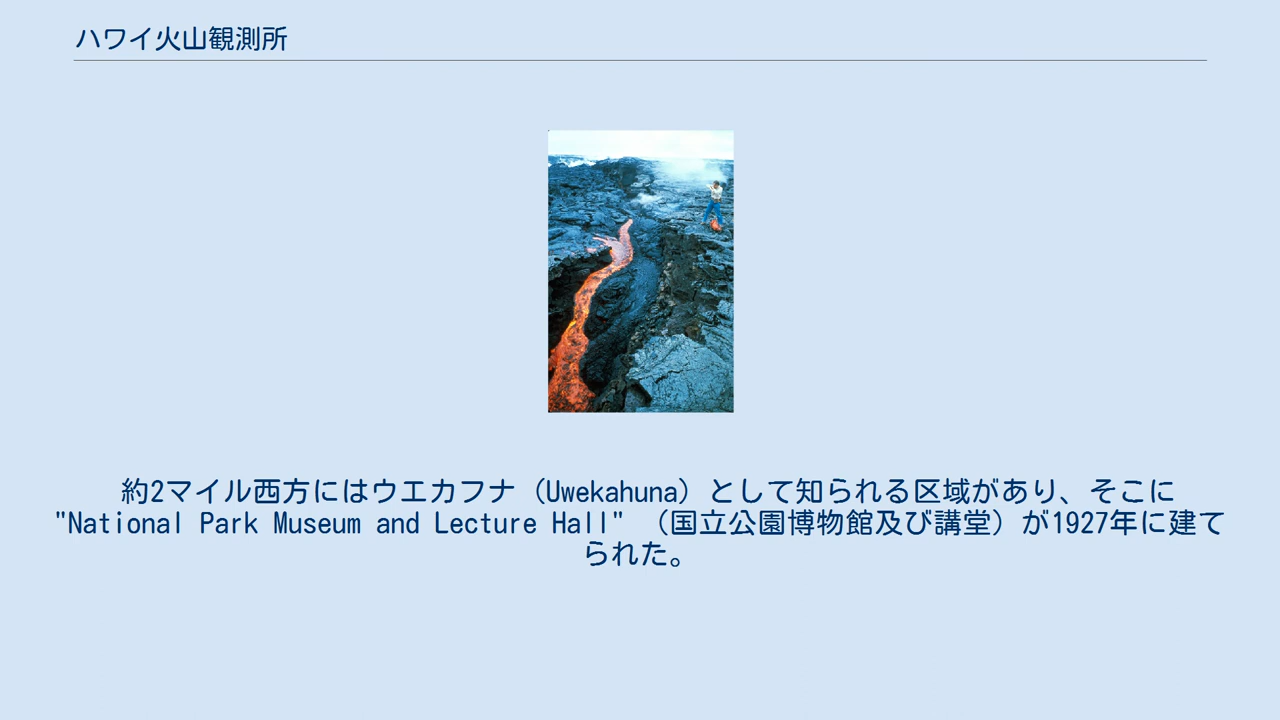 ハワイ火山観測所
約2マイル西方にはウエカフナ（Uwekahuna）として知られる区域があり、そこに
"National Park Museum and Lecture Hall" （国立公園博物館及び講堂）が1927年に建て
られた。